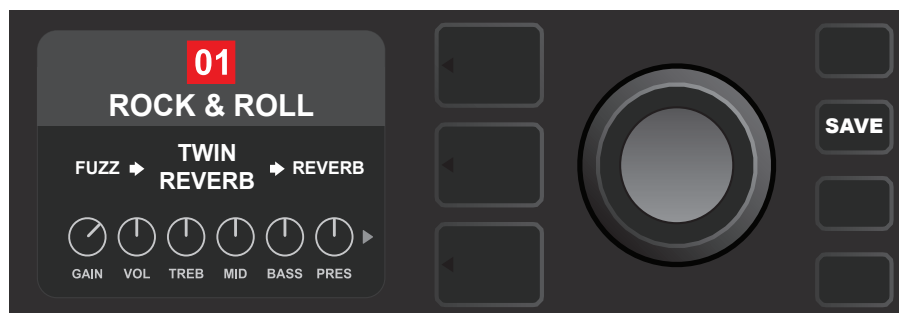 01
ROCK & ROLL
FUZZ TWIN REVERB REVERB
GAIN VOL TREB MID BASS PRES
SAVE